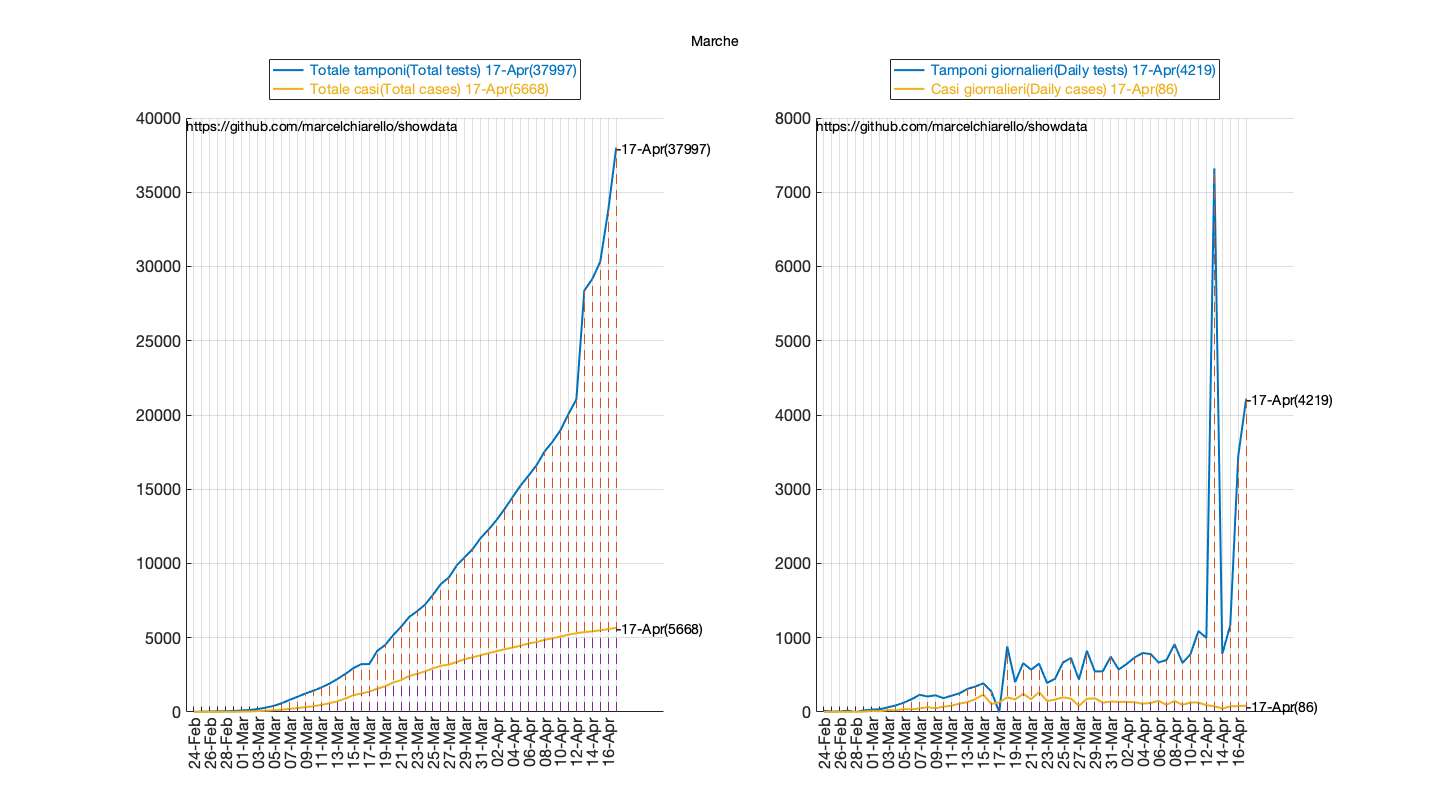 Marche
Totale tamponi(Total tests) 17-Apr(37997)
Totale casi(Total cases) 17-Apr(5668)
40000
35000
30000
25000
20000
15000
10000
5000
0
https://github.com/marcelchiarello/showdata
-17-Apr(37997)
-17-Apr(5668)
24-Feb
26-Feb
28-Feb
01-Mar
03-Mar
05-Mar
07-Mar
09-Mar
11-Mar
13-Mar
15-Mar
17-Mar
19-Mar
21-Mar
23-Mar
25-Mar
27-Mar
29-Mar
31-Mar
02-Apr
04-Apr
06-Apr
08-Apr
10-Apr
12-Apr
14-Apr
16-Apr
Tamponi giornalieri(Daily tests) 17-Apr(4219)
Casi giornalieri(Daily cases) 17-Apr(86)
8000
7000
6000
5000
4000
3000
2000
1000
0
https://github.com/marcelchiarello/showdata
-17-Apr(4219)
-17-Apr(86)
24-Feb
26-Feb
28-Feb
01-Mar
03-Mar
05-Mar
07-Mar
09-Mar
11-Mar
13-Mar
15-Mar
17-Mar
19-Mar
21-Mar
23-Mar
25-Mar
27-Mar
29-Mar
31-Mar
02-Apr
04-Apr
06-Apr
08-Apr
10-Apr
12-Apr
14-Apr
16-Apr